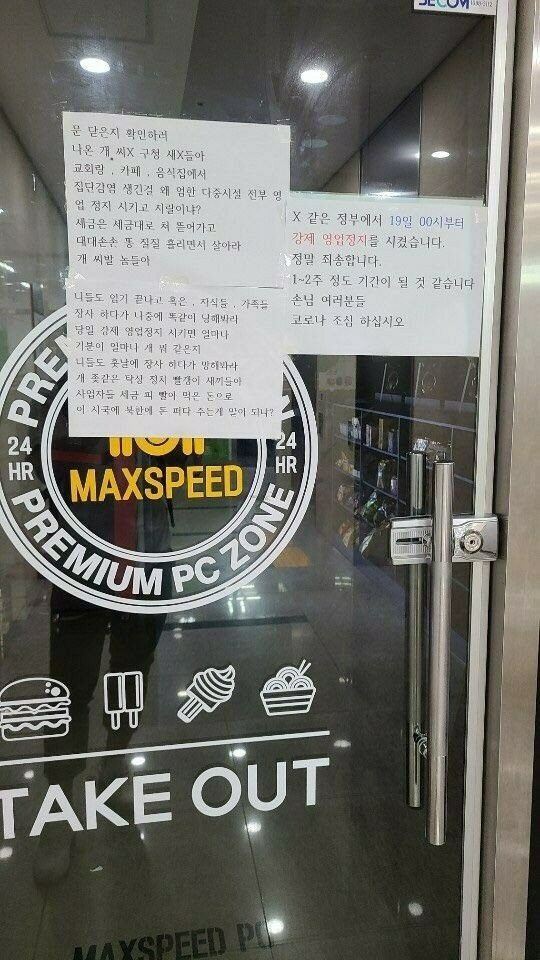 SECOM
문 닫은지 확인하러
나온 개 씨X 구청 새X들아
교회랑 , 카페 , 음식집에서
집단감염 생긴걸 왜 엄한 다중시설 전부 영
업 정지 시키고 지랄이냐?
세금은 세금대로 쳐 뜯어가고
대대손손 똥 질질 흘리면서 살아라
개 씨발 놈들아
니들도 임기 끝나고 혹은 , 자식들 , 가족들
장사 하다가 나중에 똑같이 당해봐라
당일 강제 영업정지 시키면 얼마나
기분이 얼마나 개 뭐 같은지
니들도 훗날에 장사 하다가 망해봐라
개 좆같은 탁상 정치 빨갱이 새끼들아
사업자들 세금 피 빨아 먹은 돈으로
이 시국에 북한에 돈 퍼다 주는게 말이 되냐?
X 같은 정부에서 19일 00시부터
강제 영업정지를 시켰습니다.
정말 죄송합니다.
1~2주 정도 기간이 될 것 같습니다
손님 여러분들
코로나 조심 하십시오
24
HR
MAXSPEED
24
HR
PREMIUM PC ZONE
TAKE OUT
MAXSPEED PC